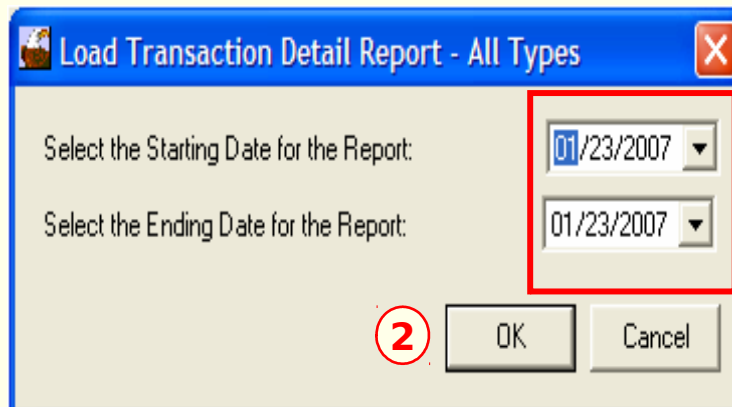 Load Transaction Detail Report - All Types
Select the Starting Date for the Report: 01/23/2007
Select the Ending Date for the Report: 01/23/2007
2 OK Cancel